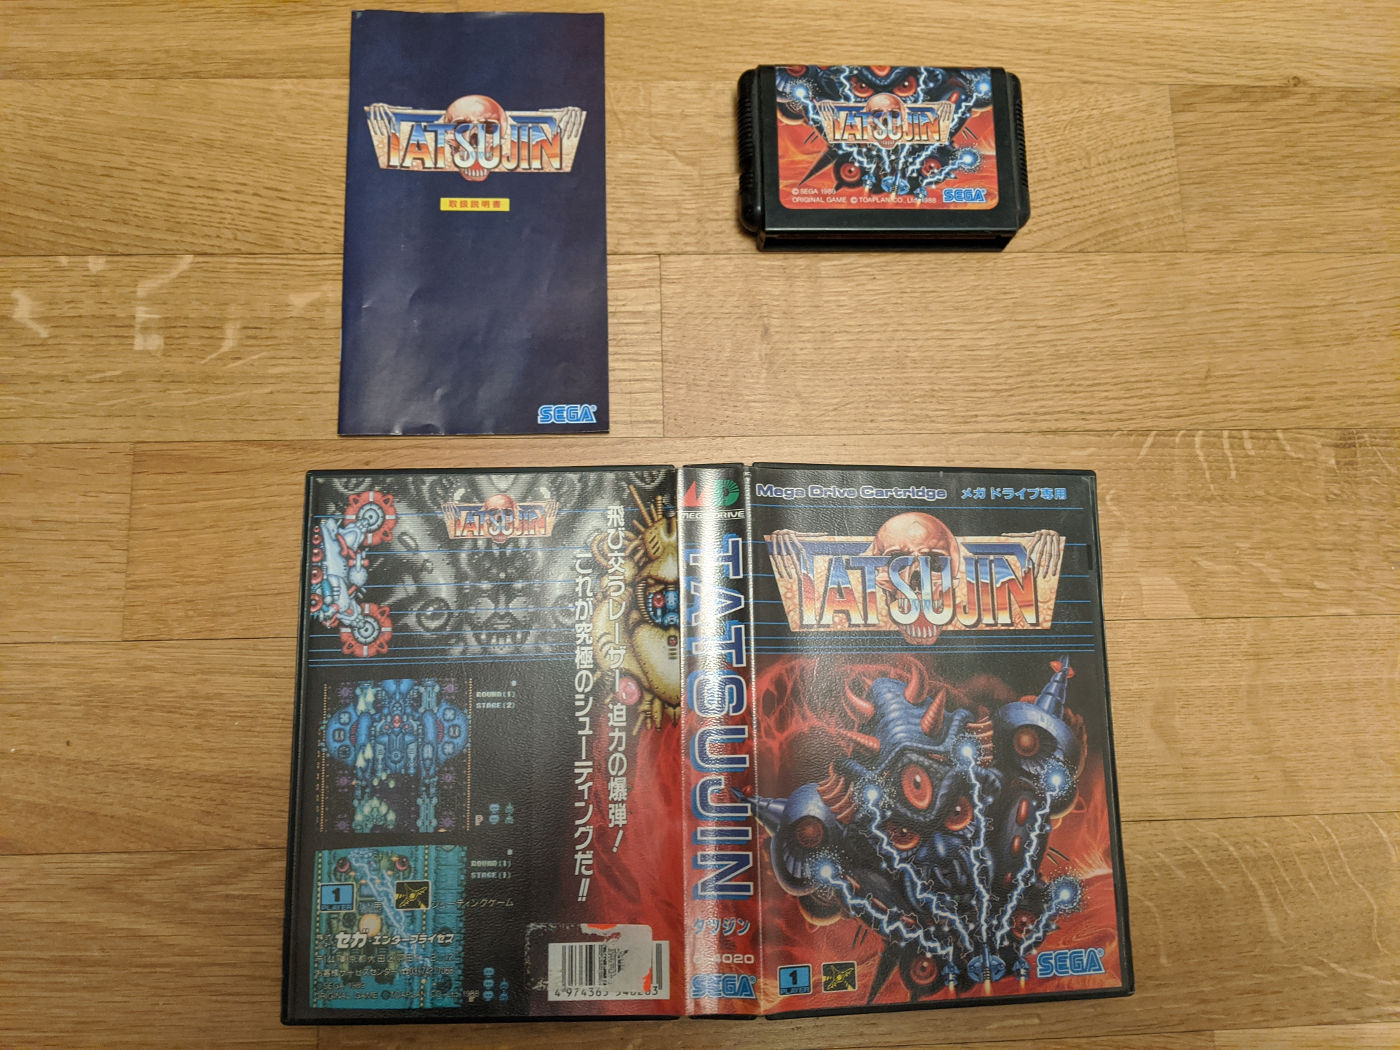 TATSUJIN
取扱説明書
SEGA
TATSUJIN
© SEGA 1989
ORIGINAL GAME © TOAPLAN CO., Ltd. 1988
SEGA
TATSUJIN
飛び交うレーザー、迫力の爆弾!
これが究極のシューティングだ!!
ROUND(1)
STAGE(2)
P
ROUND(1)
STAGE(1)
1
PLAYER
シューティングゲーム
セガ・エンタープライゼス
ORIGINAL GAME
MEGA DRIVE
TATSUJIN
タツジン
4020
SEGA
Mega Drive Cartridge メガドライブ専用
TATSUJIN
1
PLAYER
SEGA